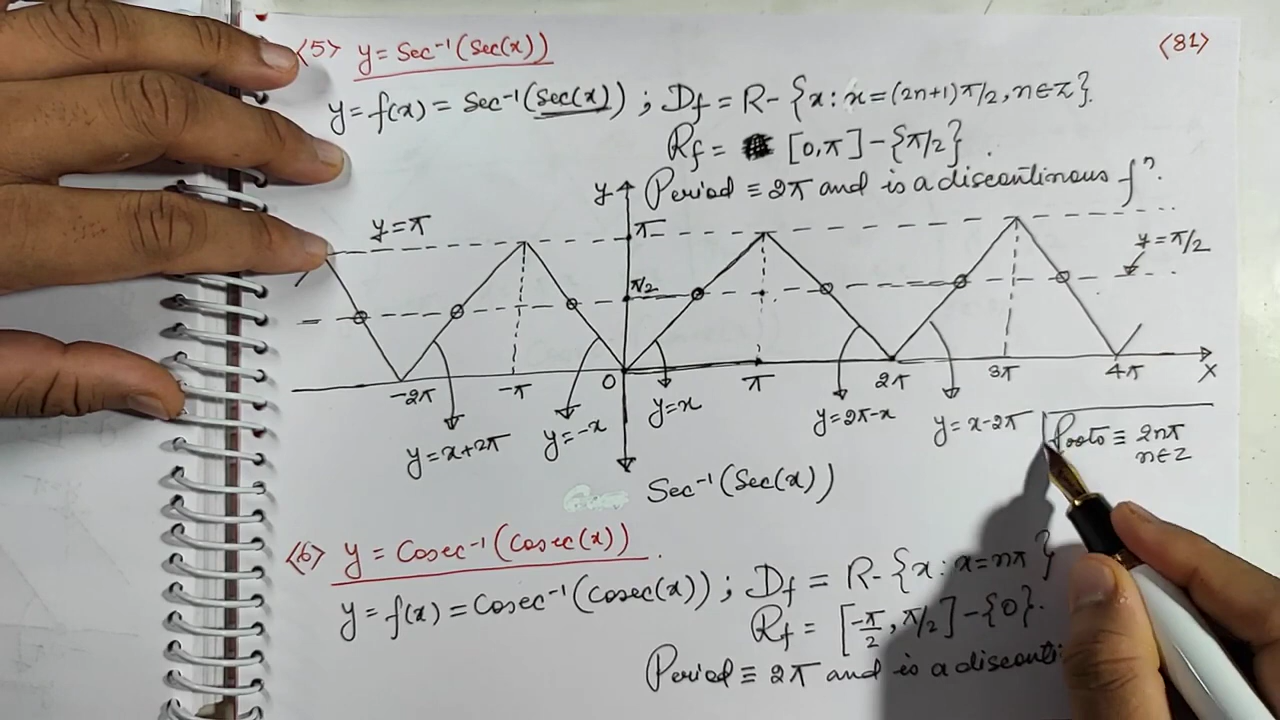 <5> y = Sec⁻¹(Sec(x))
<81>
y = f(x) = Sec⁻¹(Sec(x)) ; Df = R - {x : x = (2n+1)π/2, n∈Z}.
Rf = [0, π] - {π/2}.
Period ≡ 2π and is a discontinous fⁿ.
y
y = π
π
y = π/2
π/2
-2π
-π
0
π
2π
3π
4π
X
y = x+2π
y = -x
y = x
y = 2π-x
y = x-2π
Roots ≡ 2nπ
n∈Z
Sec⁻¹(Sec(x))
<6> y = Cosec⁻¹(Cosec(x)).
y = f(x) = Cosec⁻¹(Cosec(x)) ; Df = R - {x : x = nπ}
Rf = [-π/2, π/2] - {0}.
Period ≡ 2π and is a disconti